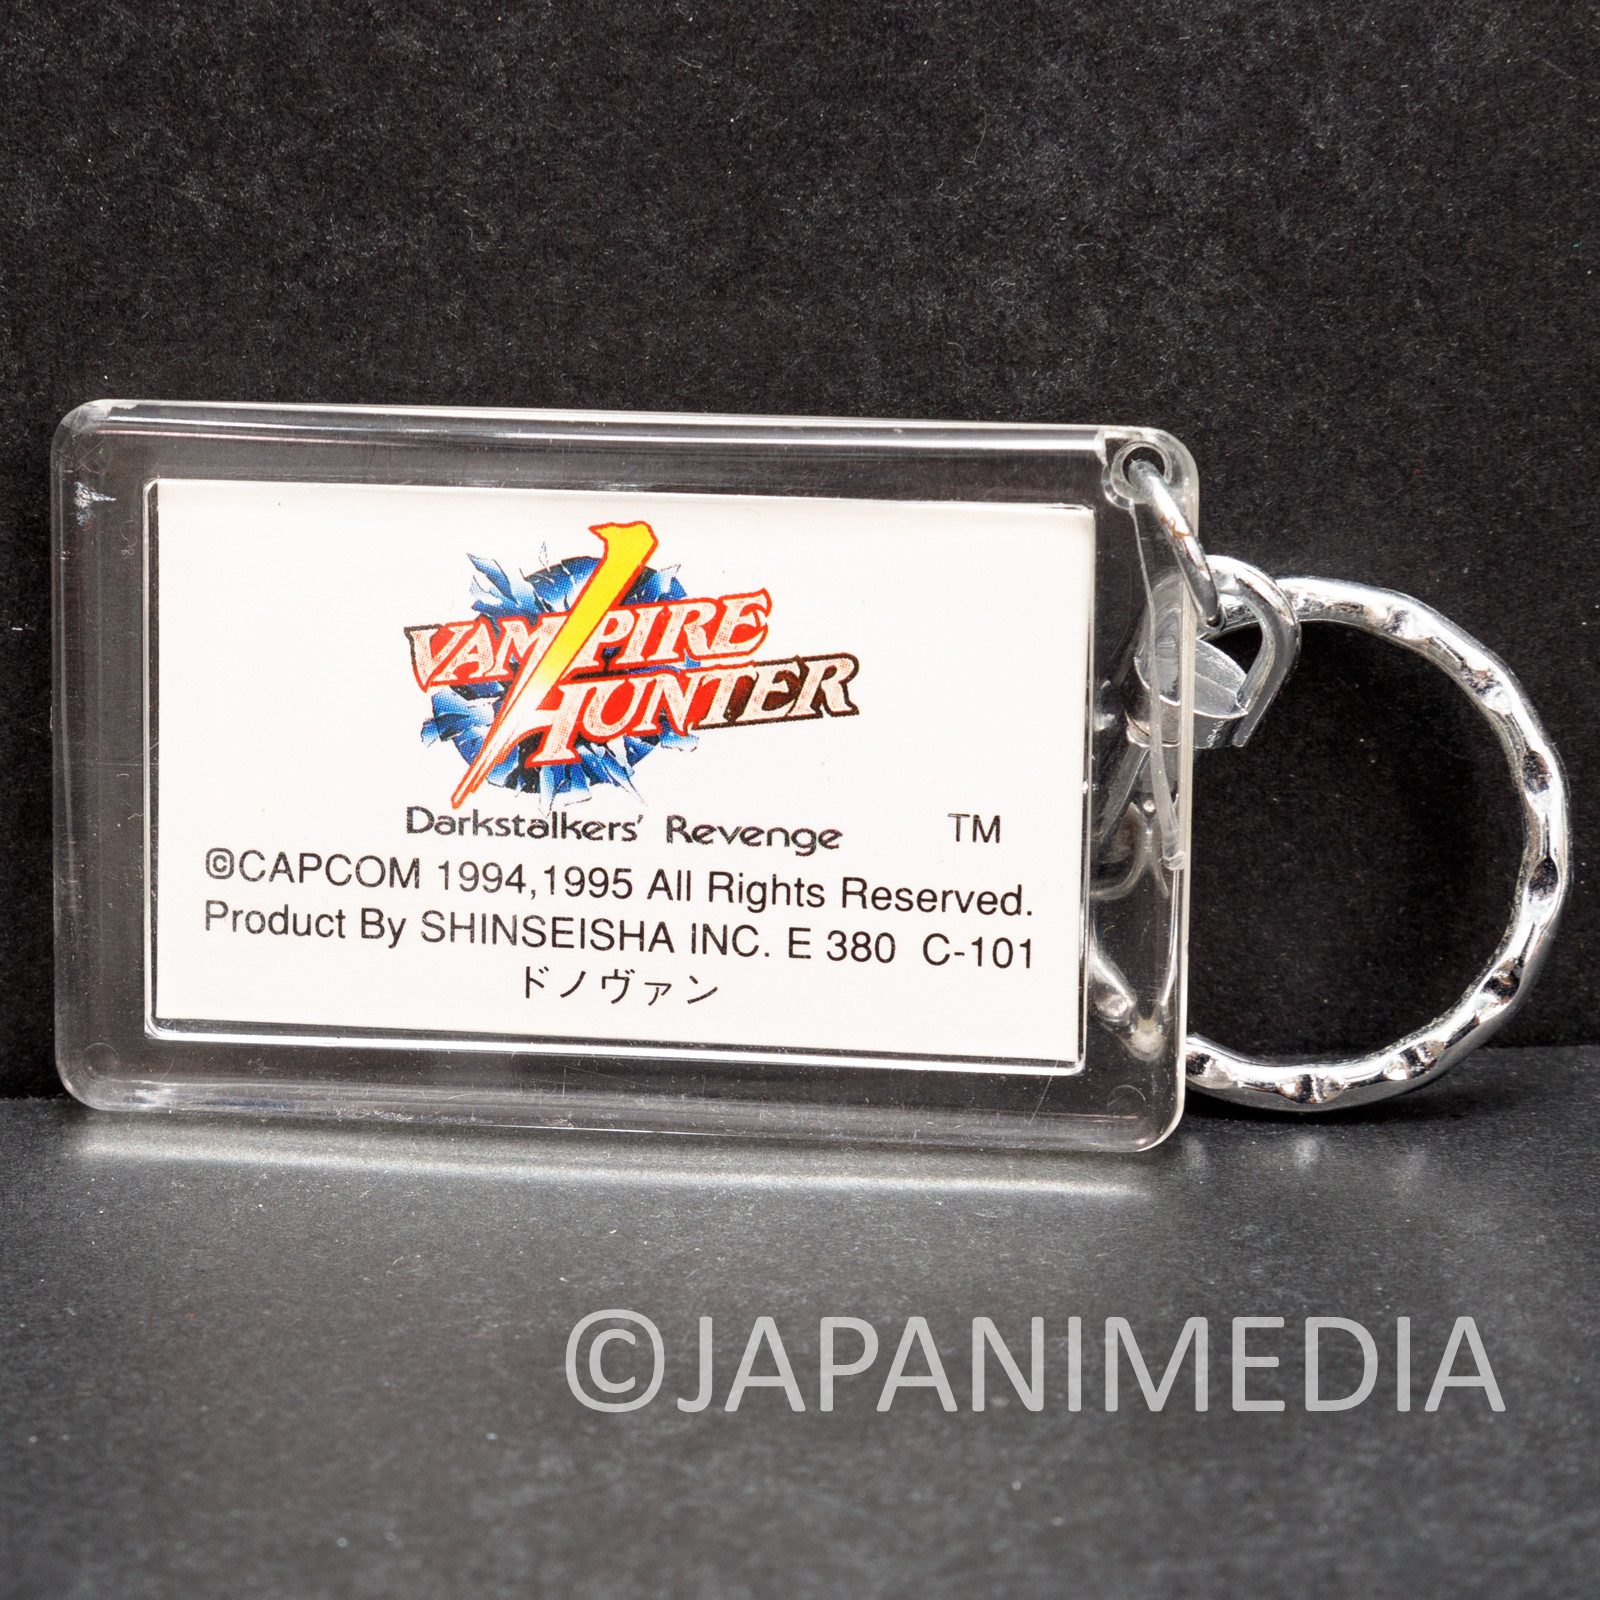 VAMPIRE
HUNTER
Darkstalkers' Revenge TM
©CAPCOM 1994,1995 All Rights Reserved.
Product By SHINSEISHA INC. E 380 C-101
ドノヴァン
©JAPANIMEDIA